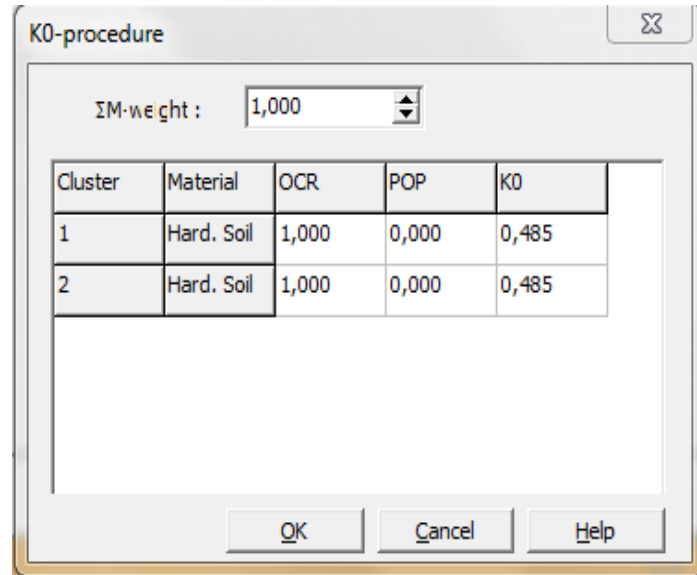 K0-procedure
ΣM-weight : 1,000
Cluster Material OCR POP K0
1 Hard. Soil 1,000 0,000 0,485
2 Hard. Soil 1,000 0,000 0,485
OK Cancel Help